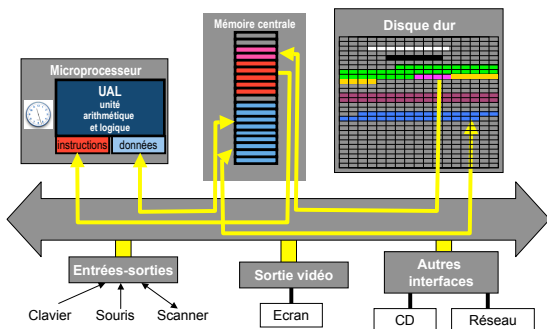 Mémoire centrale
Disque dur
Microprocesseur
UAL
unité
arithmétique
et logique
instructions
données
Entrées-sorties
Sortie vidéo
Autres
interfaces
Clavier
Souris
Scanner
Ecran
CD
Réseau